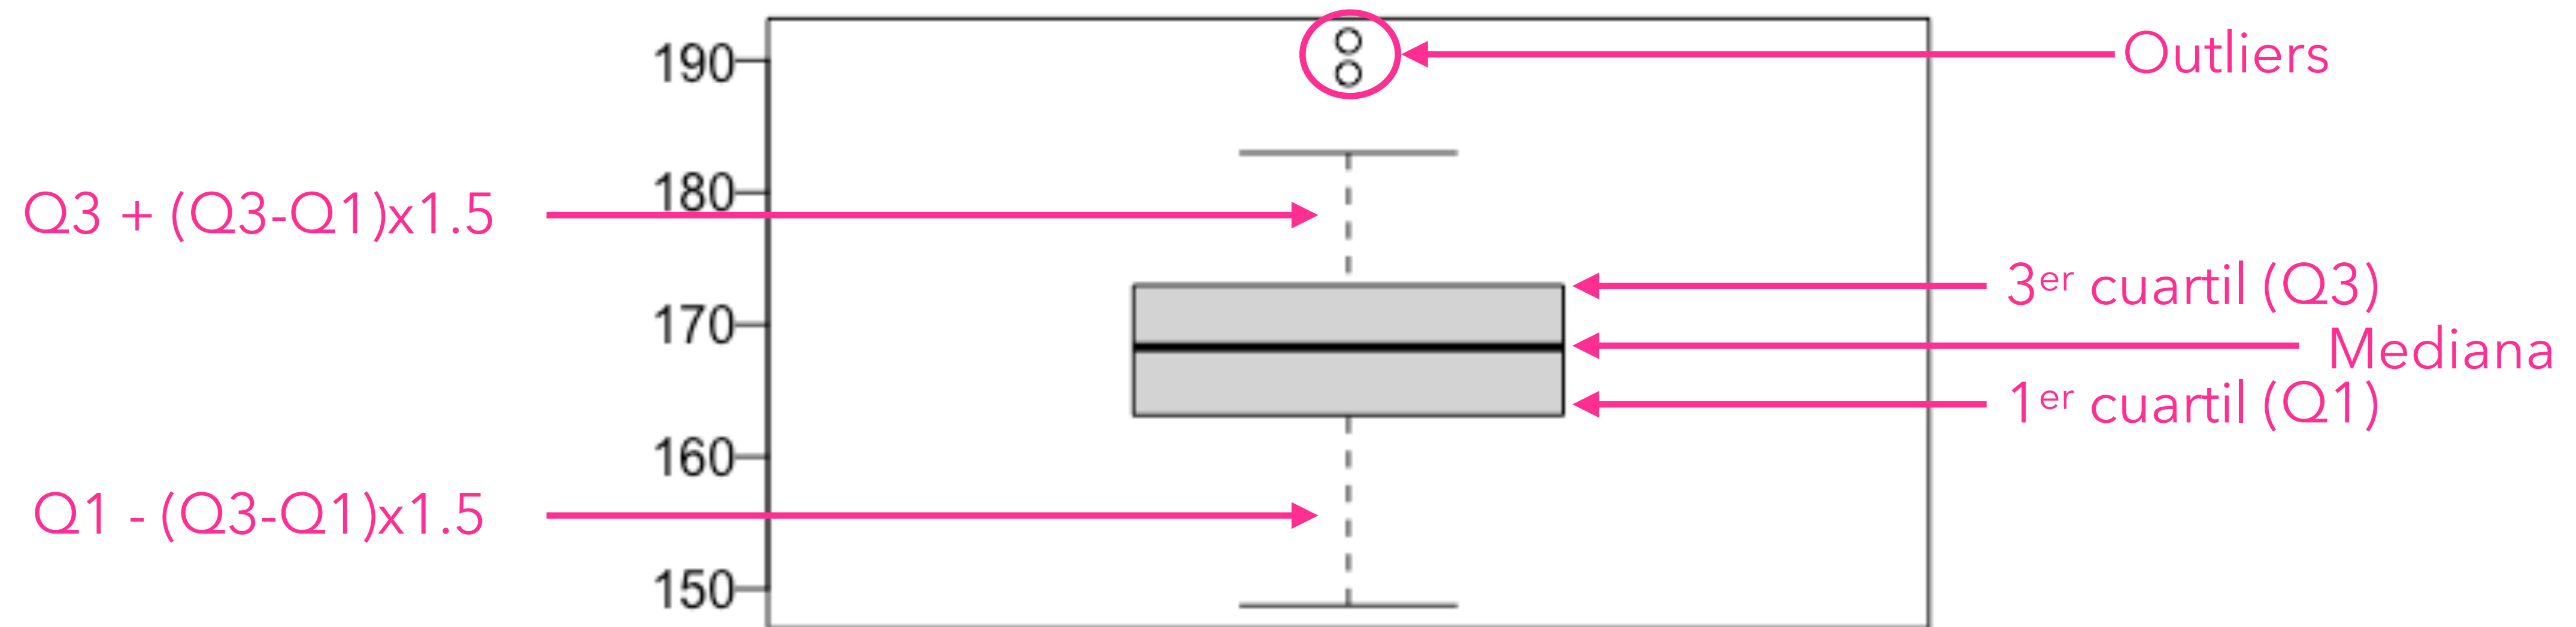 190
Outliers
180
Q3 + (Q3-Q1)x1.5
3er cuartil (Q3)
170
Mediana
1er cuartil (Q1)
160
Q1 - (Q3-Q1)x1.5
150